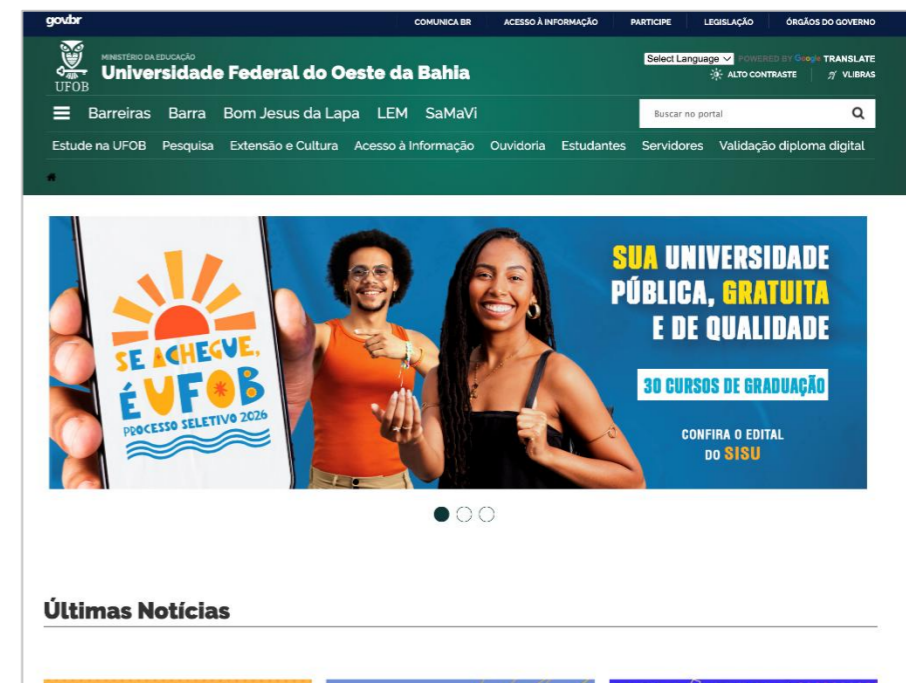 govbr
COMUNICA BR
ACESSO À INFORMAÇÃO
PARTICIPE
LEGISLAÇÃO
ÓRGÃOS DO GOVERNO
UFOB
MINISTÉRIO DA EDUCAÇÃO
Universidade Federal do Oeste da Bahia
Select Language POWERED BY Google TRANSLATE
ALTO CONTRASTE
VLIBRAS
Barreiras Barra Bom Jesus da Lapa LEM SaMaVi
Buscar no portal
Estude na UFOB Pesquisa Extensão e Cultura Acesso à Informação Ouvidoria Estudantes Servidores Validação diploma digital
SE ACHEGUE,
É UFOB
PROCESSO SELETIVO 2026
SUA UNIVERSIDADE
PÚBLICA, GRATUITA
E DE QUALIDADE
30 CURSOS DE GRADUAÇÃO
CONFIRA O EDITAL
DO SISU
Últimas Notícias